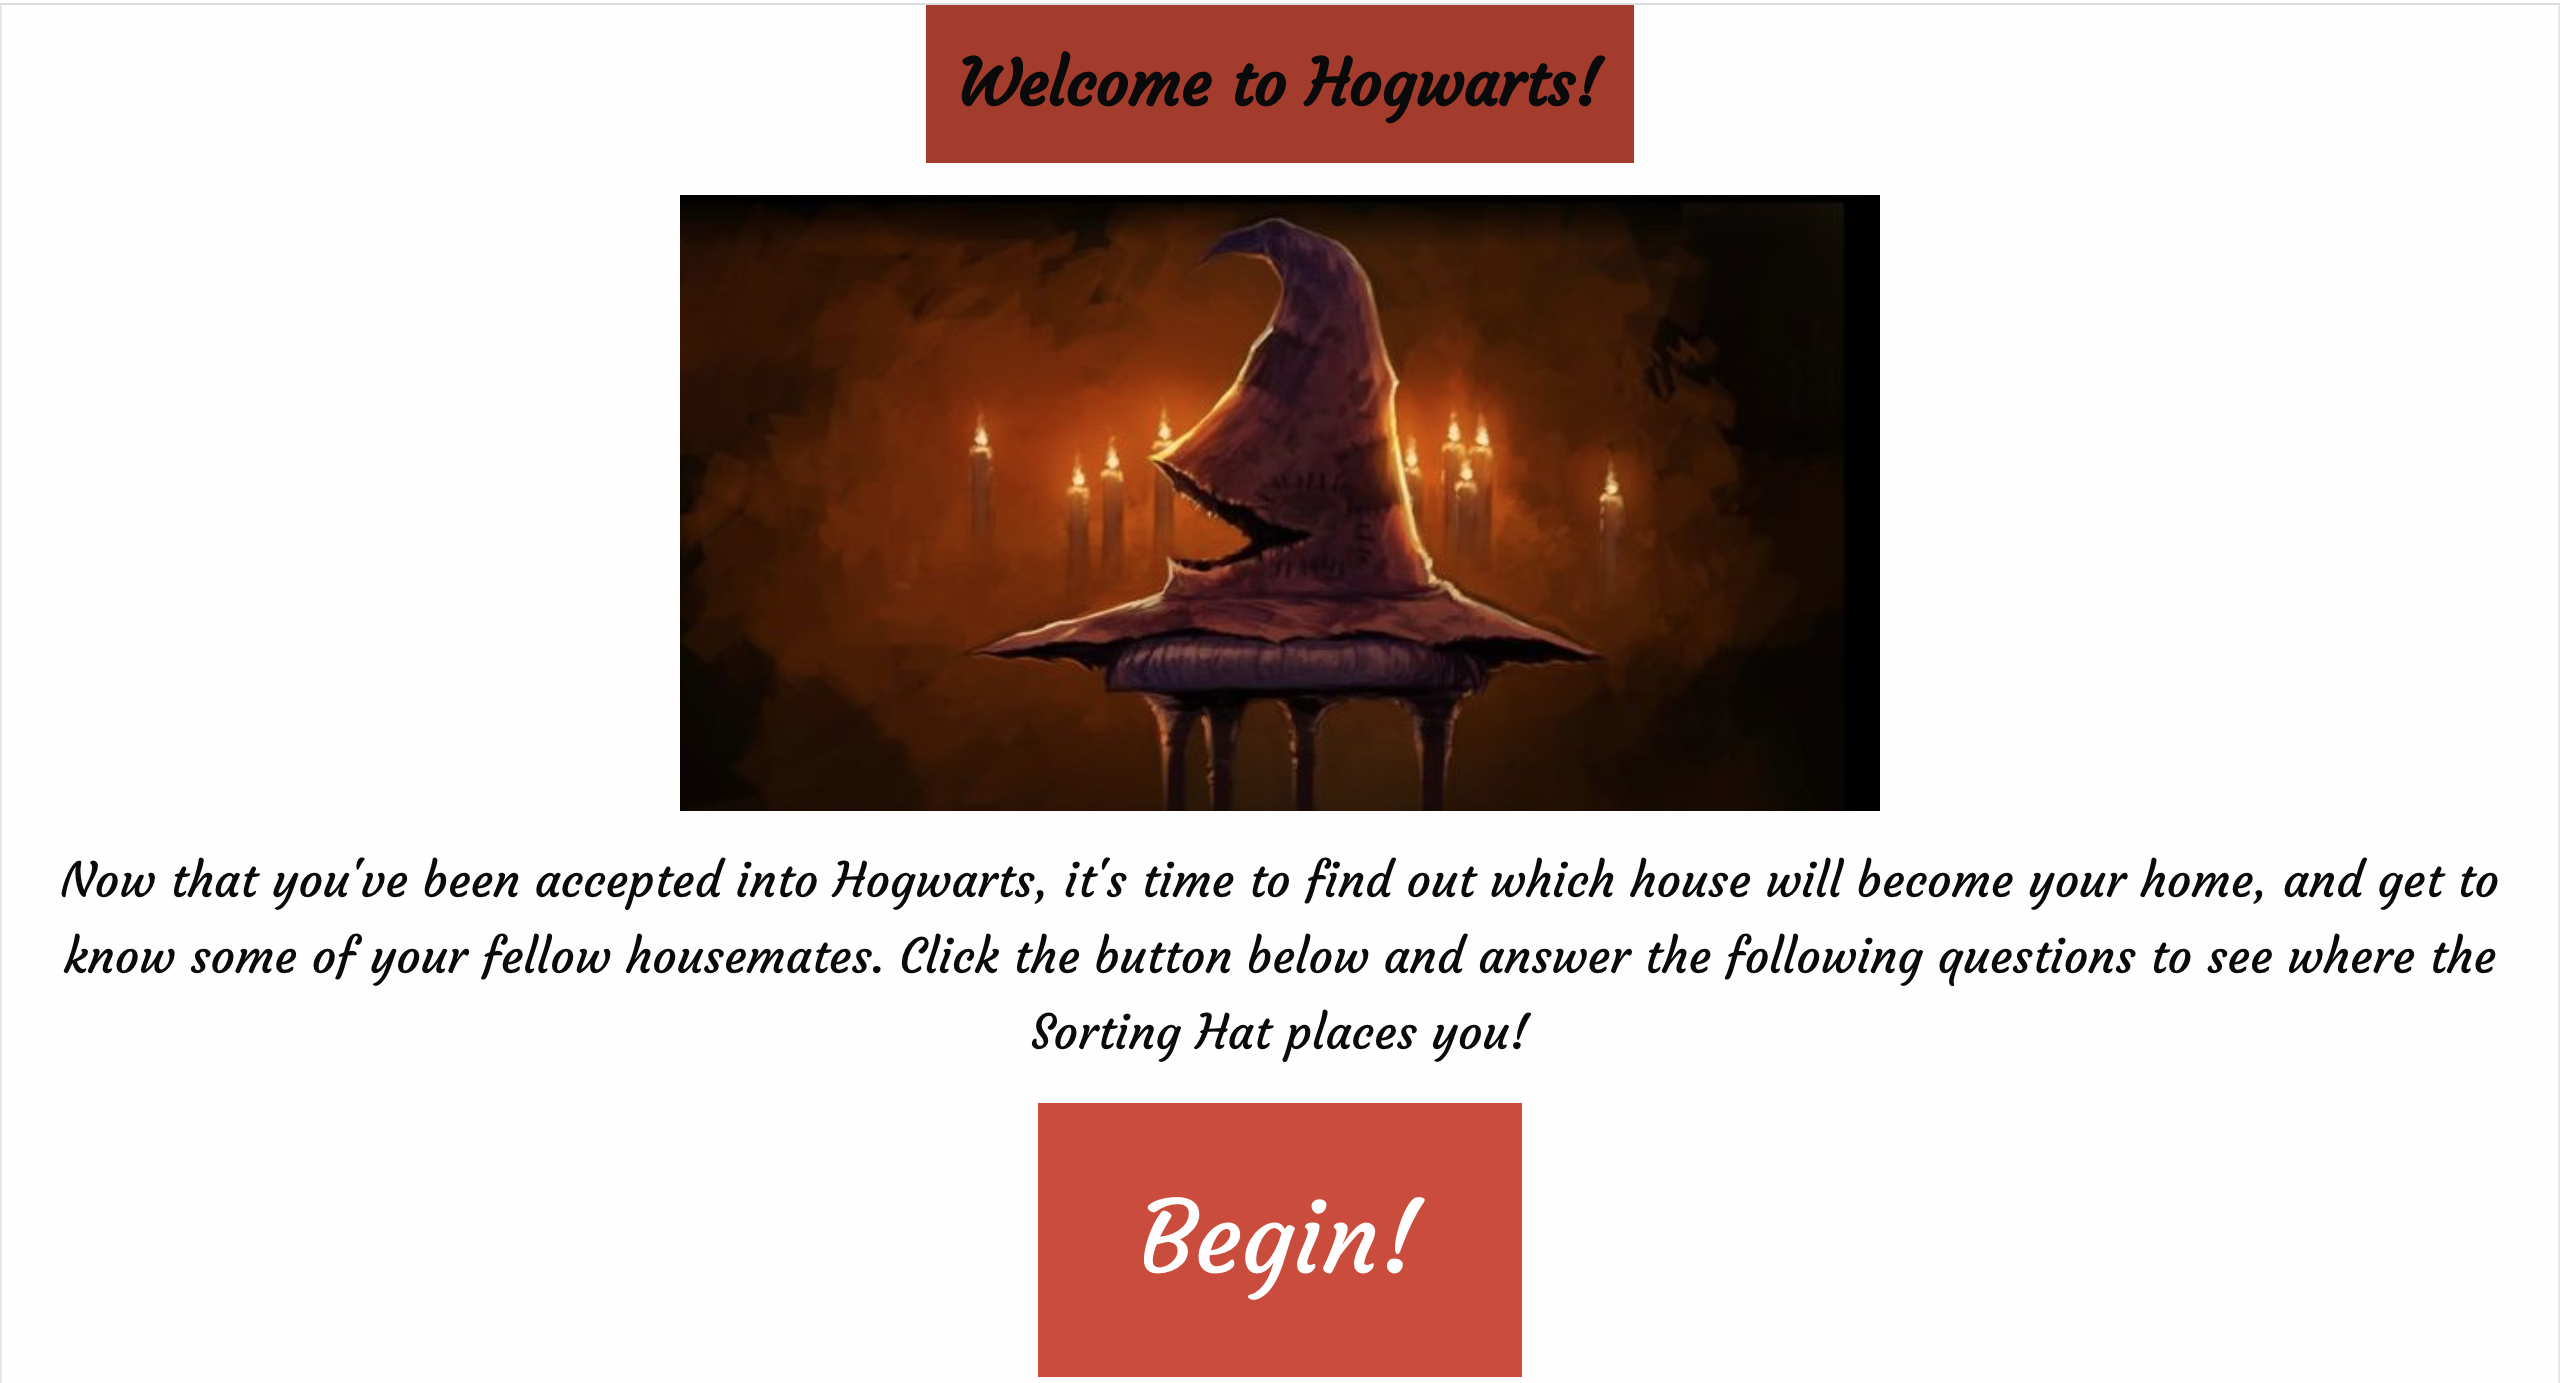 Welcome to Hogwarts!
Now that you've been accepted into Hogwarts, it's time to find out which house will become your home, and get to
know some of your fellow housemates. Click the button below and answer the following questions to see where the
Sorting Hat places you!
Begin!